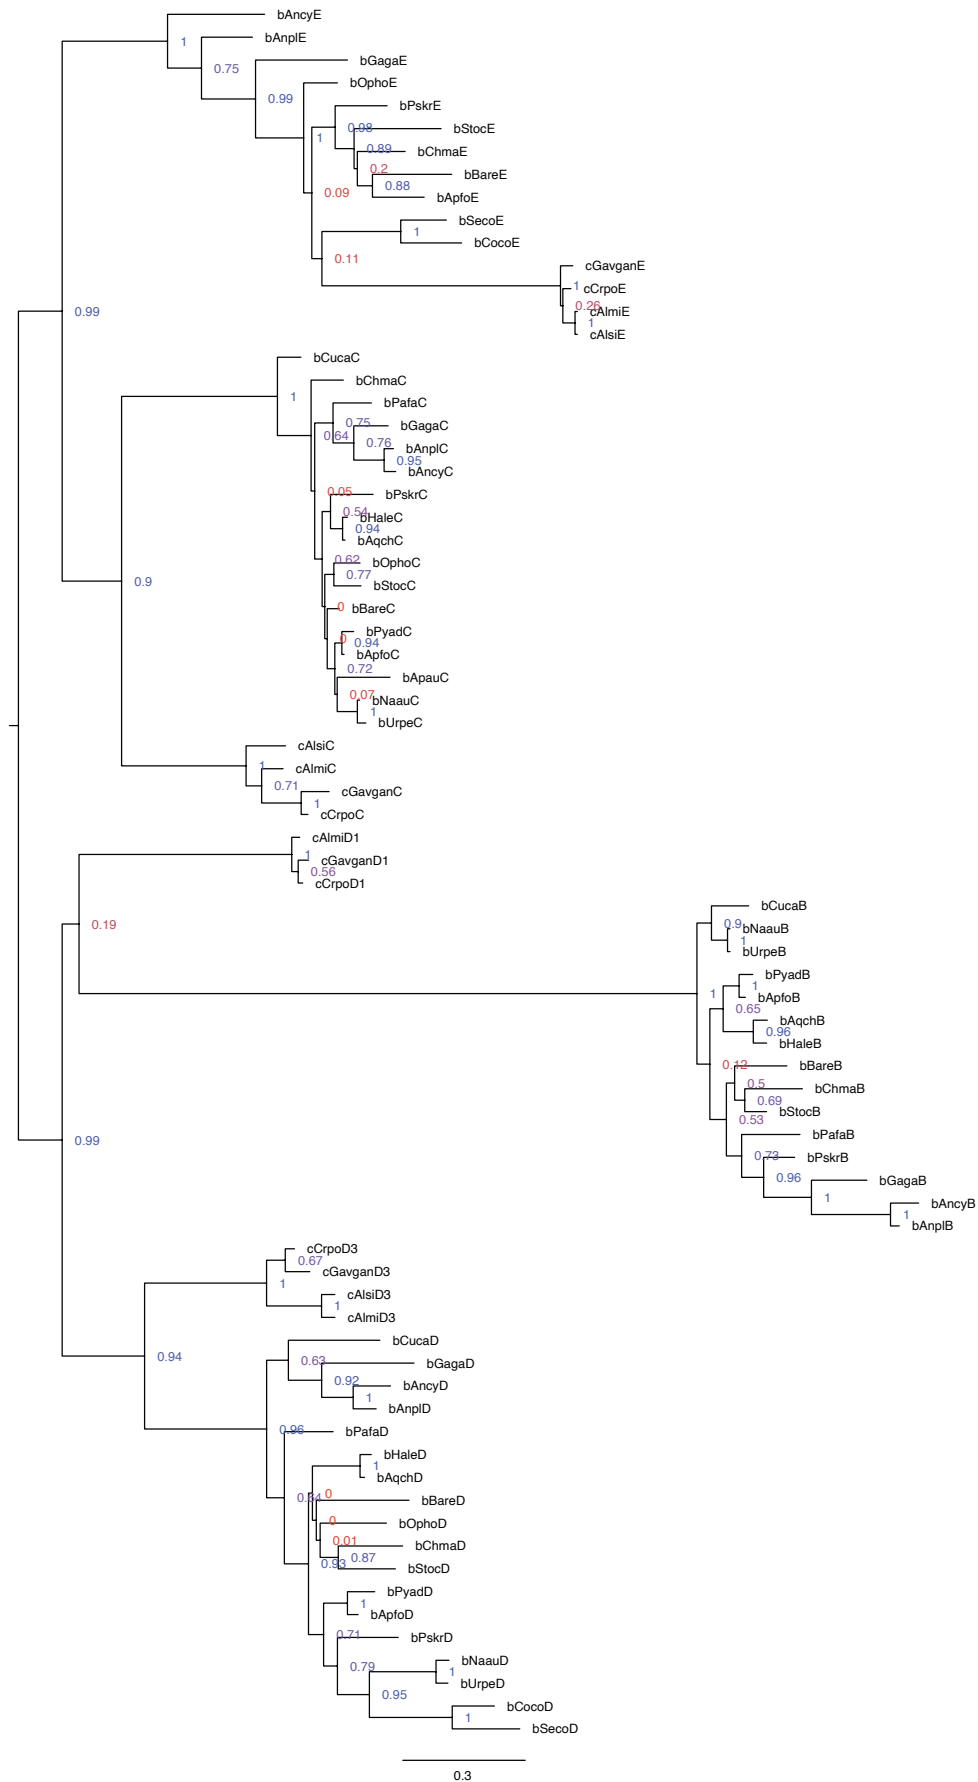 bAncyE
1
bAnplE
0.75
bGagaE
0.99
bOphoE
bPskrE
0.98
bStocE
1
0.89
bChmaE
0.2
bBareE
0.88
0.09
bApfoE
bSecoE
1
bCocoE
0.11
cGavganE
1
cCrpoE
0.26
cAlmiE
0.99
1
cAlsiE
bCucaC
bChmaC
1
bPafaC
0.75
bGagaC
0.64
0.76
bAnplC
0.95
bAncyC
0.05
bPskrC
0.54
bHaleC
0.94
bAqchC
0.62
bOphoC
0.77
0.9
bStocC
0
bBareC
bPyadC
0
0.94
bApfoC
0.72
bApauC
0.07
bNaauC
1
bUrpeC
cAlsiC
1
cAlmiC
0.71
cGavganC
1
cCrpoC
cAlmiD1
1
cGavganD1
0.56
cCrpoD1
bCucaB
0.19
0.9
bNaauB
1
bUrpeB
bPyadB
1
1
bApfoB
0.65
bAqchB
0.96
bHaleB
0.12
bBareB
0.5
bChmaB
0.69
bStocB
0.53
bPafaB
0.99
0.73
bPskrB
0.96
bGagaB
1
bAncyB
1
bAnplB
cCrpoD3
0.67
cGavganD3
1
cAlsiD3
1
cAlmiD3
bCucaD
0.94
0.63
bGagaD
0.92
bAncyD
1
bAnplD
0.96
bPafaD
bHaleD
1
bAqchD
0.64
0
bBareD
0
bOphoD
0.01
bChmaD
0.93
0.87
bStocD
bPyadD
1
bApfoD
0.71
bPskrD
0.79
bNaauD
1
bUrpeD
0.95
bCocoD
1
bSecoD
0.3